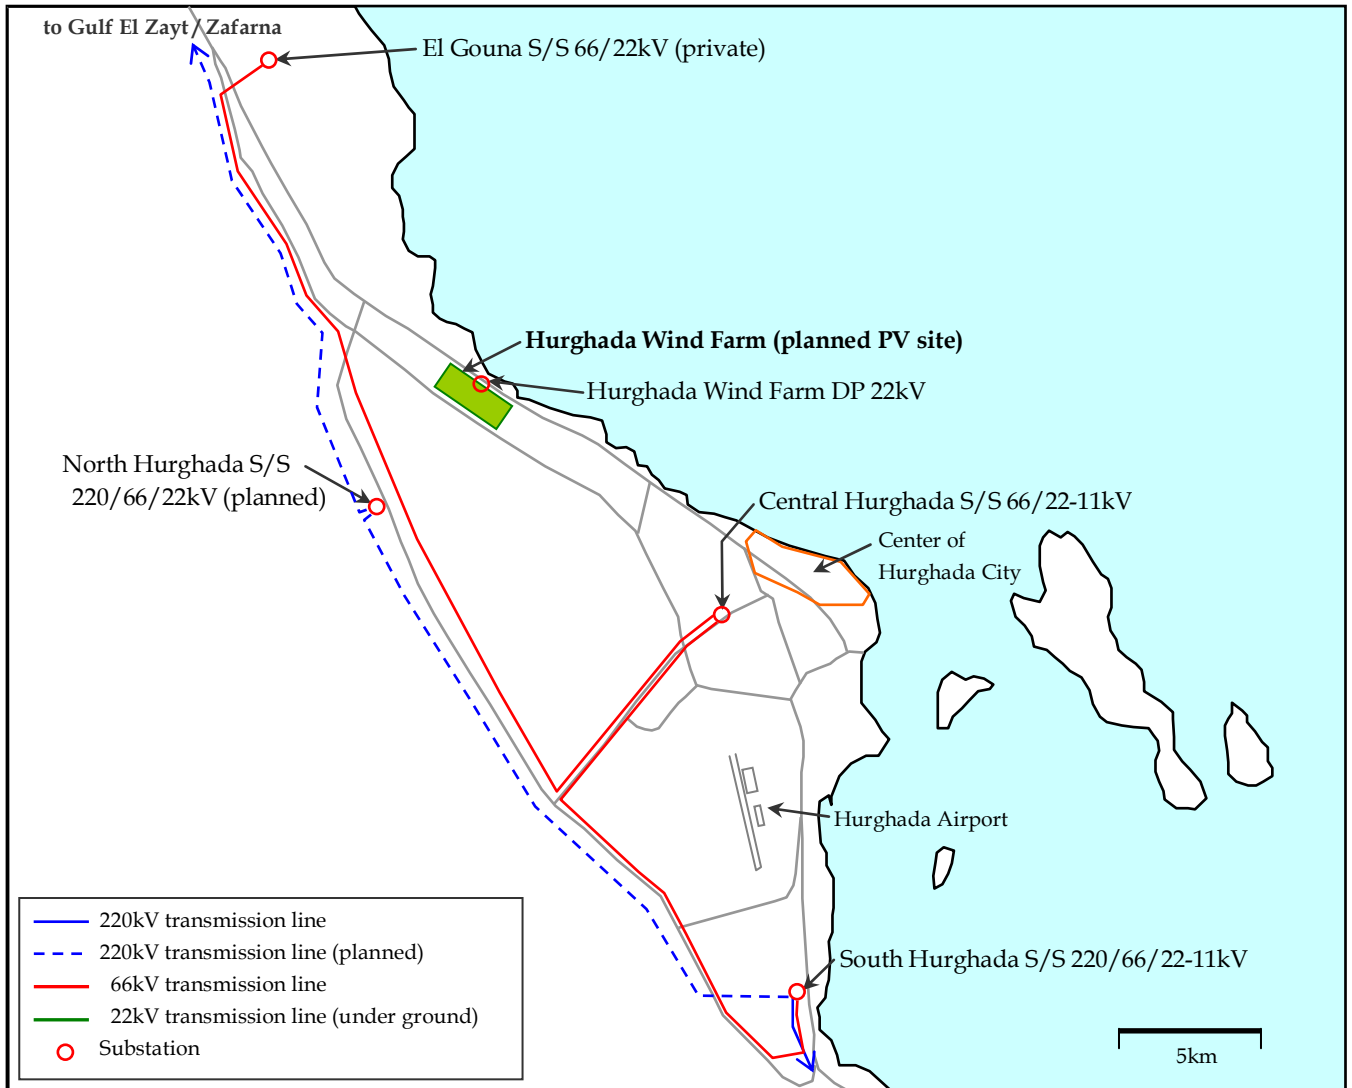 to Gulf El Zayt / Zafarna
El Gouna S/S 66/22kV (private)
Hurghada Wind Farm (planned PV site)
Hurghada Wind Farm DP 22kV
North Hurghada S/S
220/66/22kV (planned)
Central Hurghada S/S 66/22-11kV
Center of
Hurghada City
Hurghada Airport
South Hurghada S/S 220/66/22-11kV
220kV transmission line
220kV transmission line (planned)
66kV transmission line
22kV transmission line (under ground)
Substation
5km